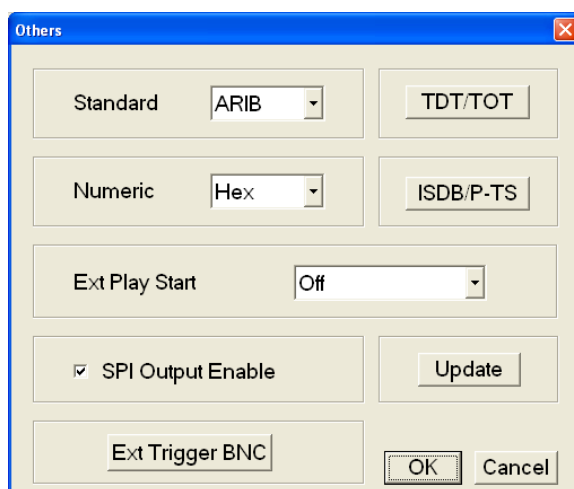 Others
Standard ARIB TDT/TOT
Numeric Hex ISDB/P-TS
Ext Play Start Off
SPI Output Enable Update
Ext Trigger BNC OK Cancel